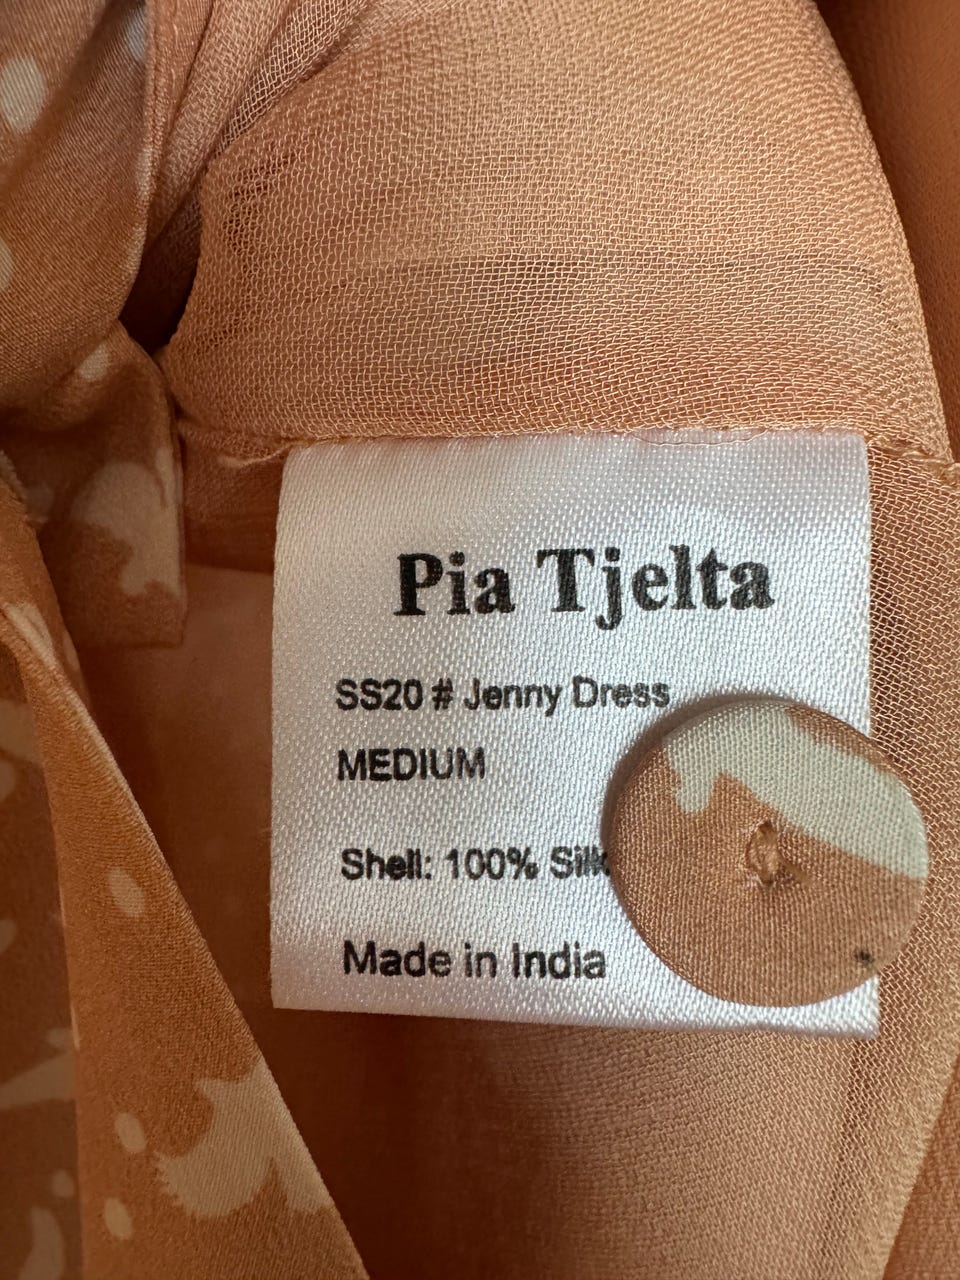 Pia Tjelta
SS20 # Jenny Dress
MEDIUM
Shell: 100% Silk
Made in India